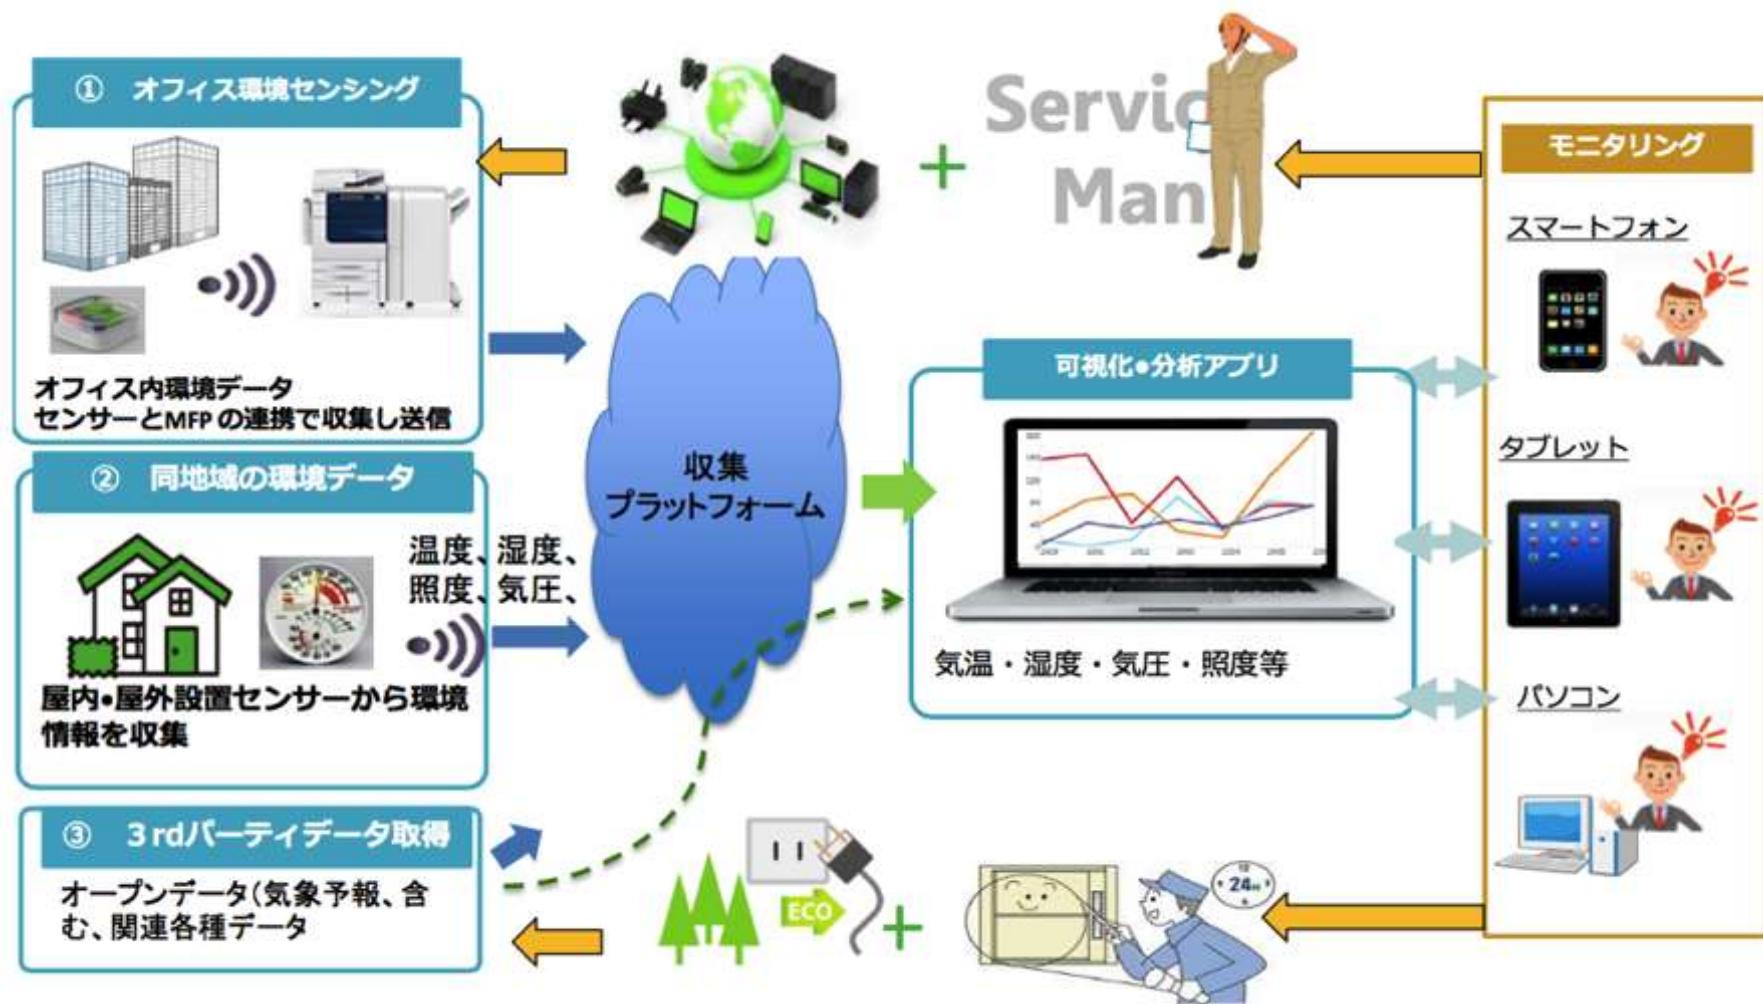 ① オフィス環境センシング
オフィス内環境データ
センサーとMFPの連携で収集し送信
② 同地域の環境データ
温度、湿度、
照度、気圧、
屋内・屋外設置センサーから環境
情報を収集
③ 3rdパーティデータ取得
オープンデータ(気象予報、含
む、関連各種データ
収集
プラットフォーム
+
Servic
Man
可視化・分析アプリ
気温・湿度・気圧・照度等
ECO
+
24
モニタリング
スマートフォン
タブレット
パソコン